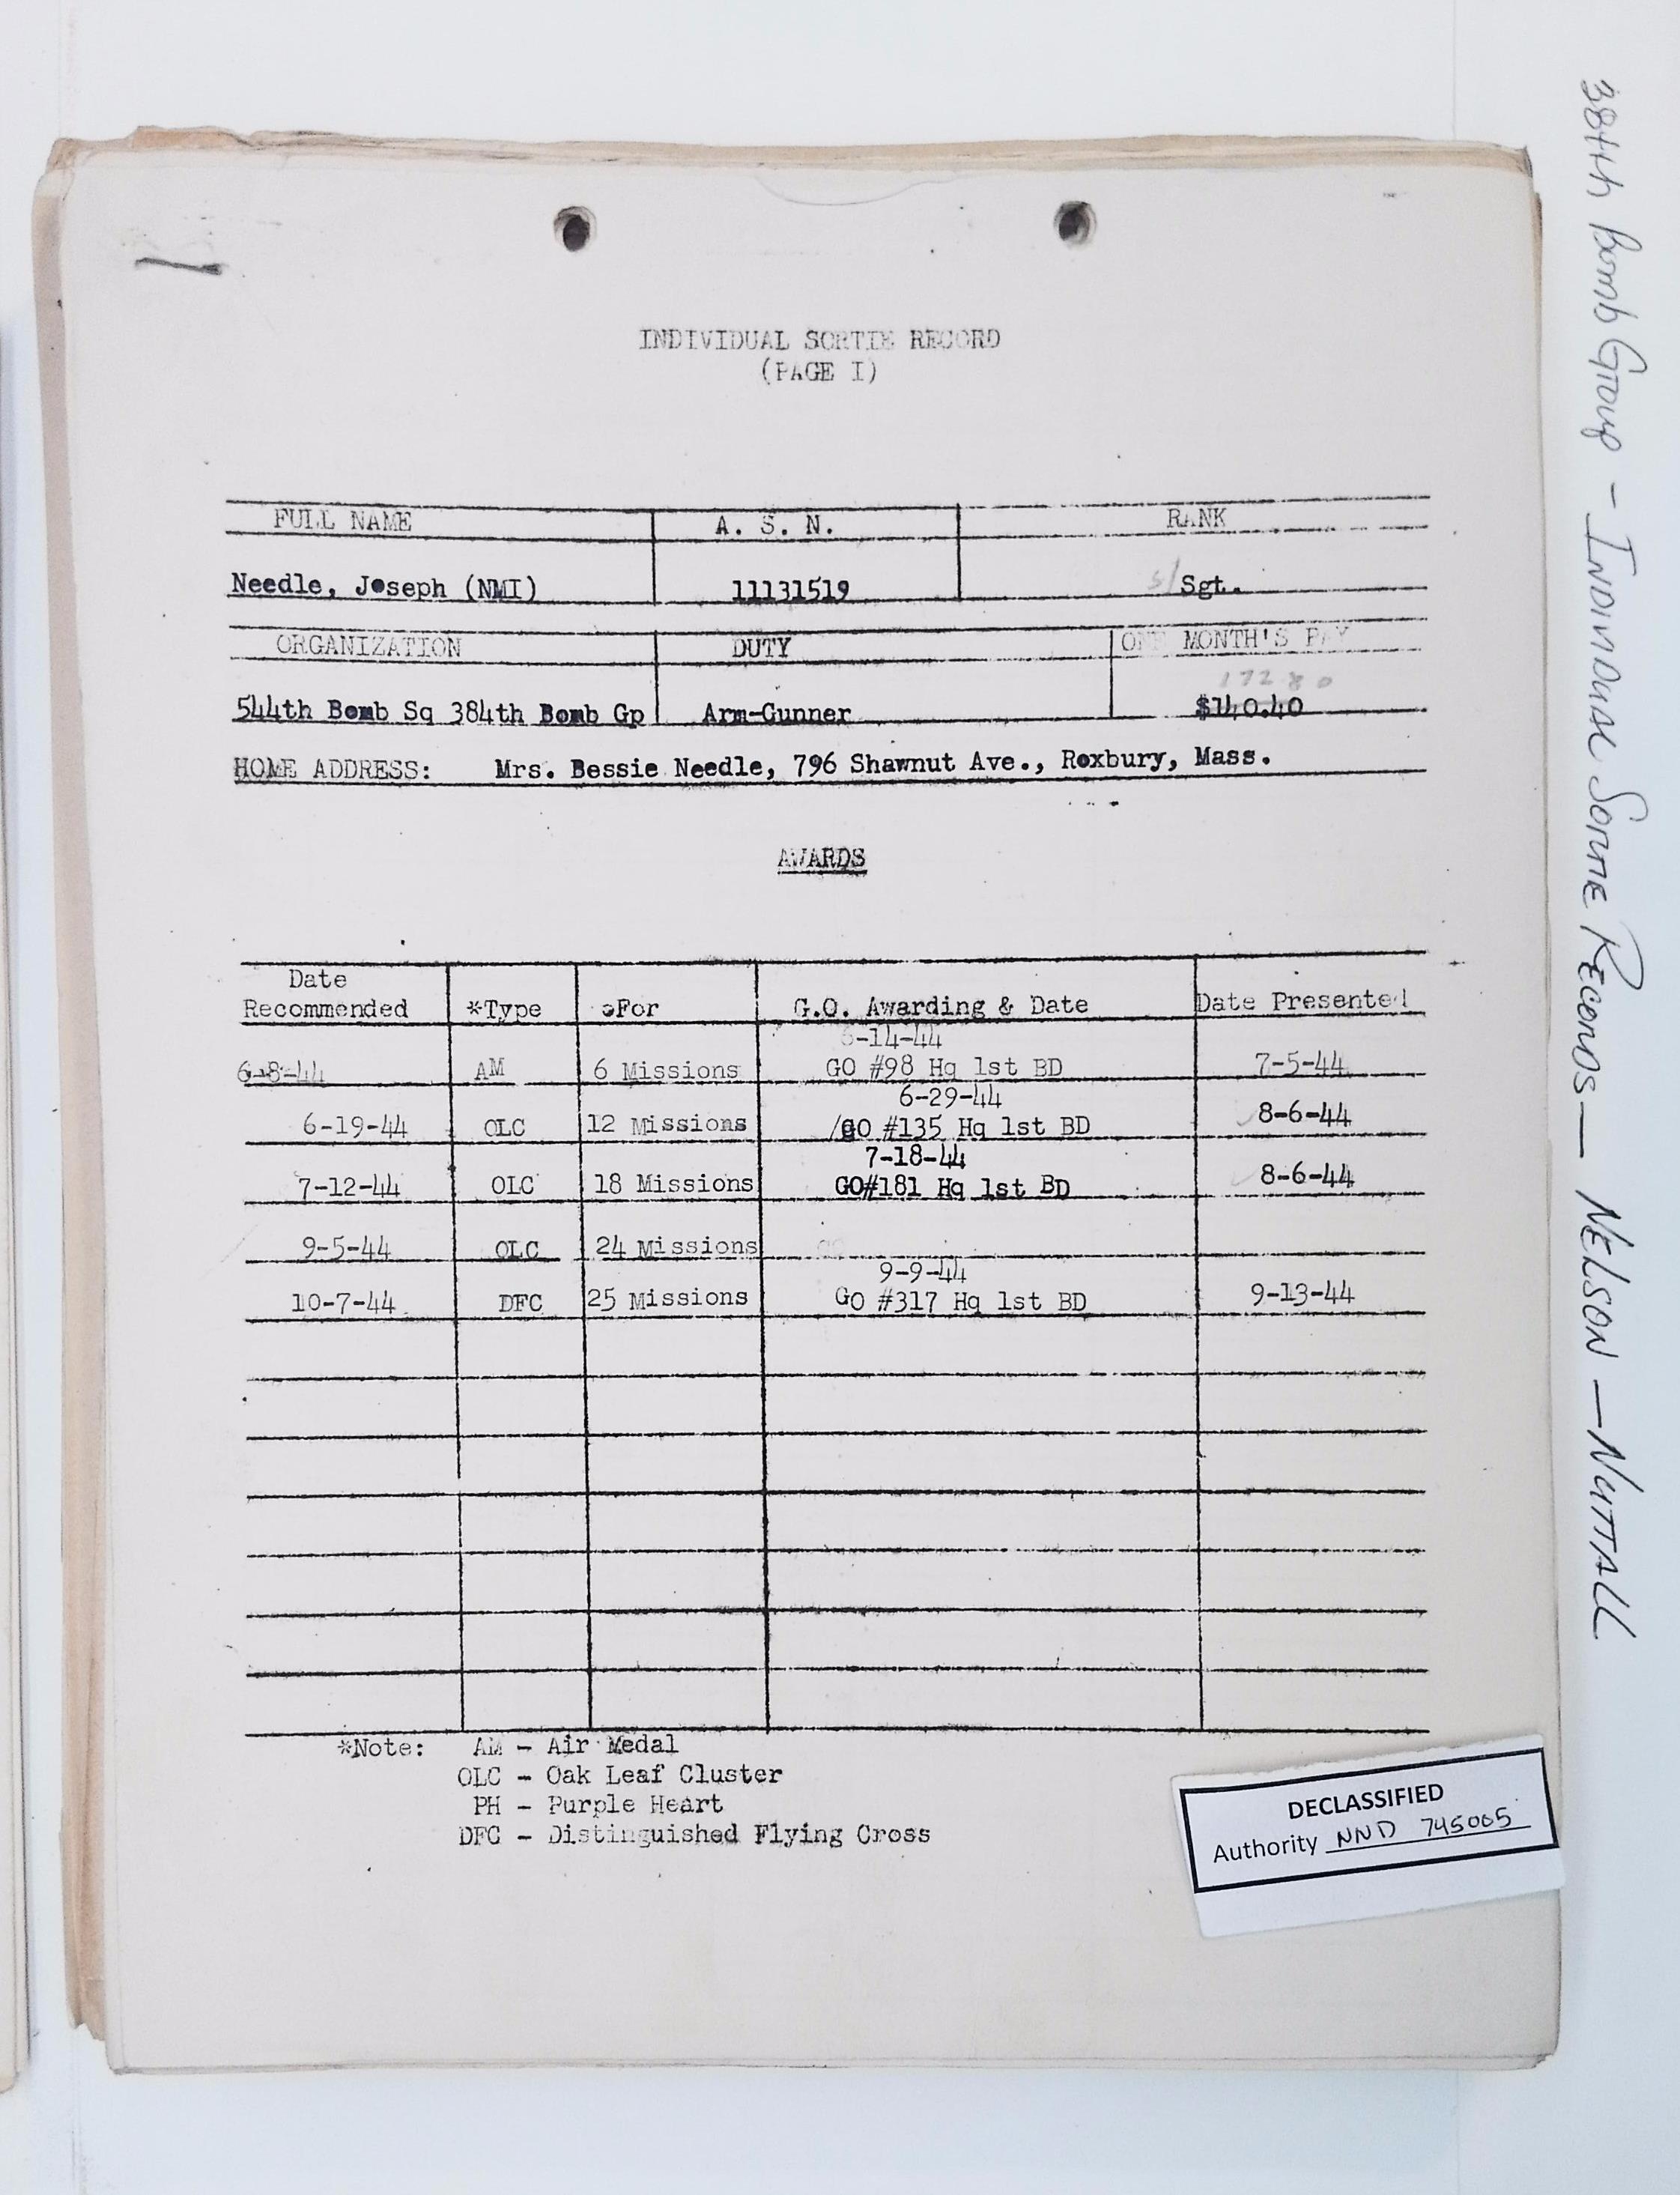 INDIVIDUAL SORTIE RECORD
(PAGE I)
FULL NAME A. S. N. RANK
Needle, Joseph (NMI) 11131519 S/Sgt.
ORGANIZATION DUTY ONE MONTH'S PAY
172 80
544th Bomb Sq 384th Bomb Gp Arm-Gunner $140.40
HOME ADDRESS: Mrs. Bessie Needle, 796 Shawnut Ave., Roxbury, Mass.
AWARDS
Date
Recommended *Type For G.O. Awarding & Date Date Presented
6-14-44
6-8-44 AM 6 Missions GO #98 Hq 1st BD 7-5-44
6-29-44
6-19-44 OLC 12 Missions /GO #135 Hq 1st BD 8-6-44
7-18-44
7-12-44 OLC 18 Missions GO#181 Hq 1st BD 8-6-44
9-5-44 OLC 24 Missions
9-9-44
10-7-44 DFC 25 Missions GO #317 Hq 1st BD 9-13-44
*Note: AM - Air Medal
OLC - Oak Leaf Cluster
PH - Purple Heart
DFC - Distinguished Flying Cross
DECLASSIFIED
Authority NND 745005
384th Bomb Group - INDIVIDUAL SORTIE RECORDS — NELSON — NUTTALL